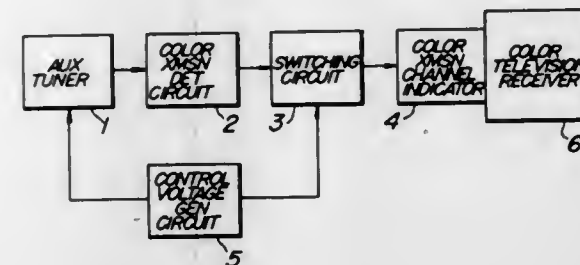 AUX
TUNER
1
COLOR
XMSN
DET
CIRCUIT
2
SWITCHING
CIRCUIT
3
COLOR
XMSN
CHANNEL
INDICATOR
4
COLOR
TELEVISION
RECEIVER
6
CONTROL
VOLTAGE
GEN
CIRCUIT
5